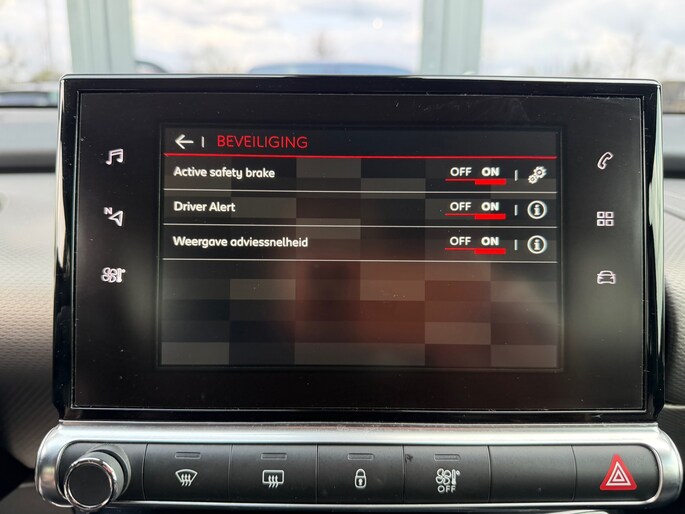 BEVEILIGING
Active safety brake OFF ON
Driver Alert OFF ON
Weergave adviessnelheid OFF ON
N
OFF